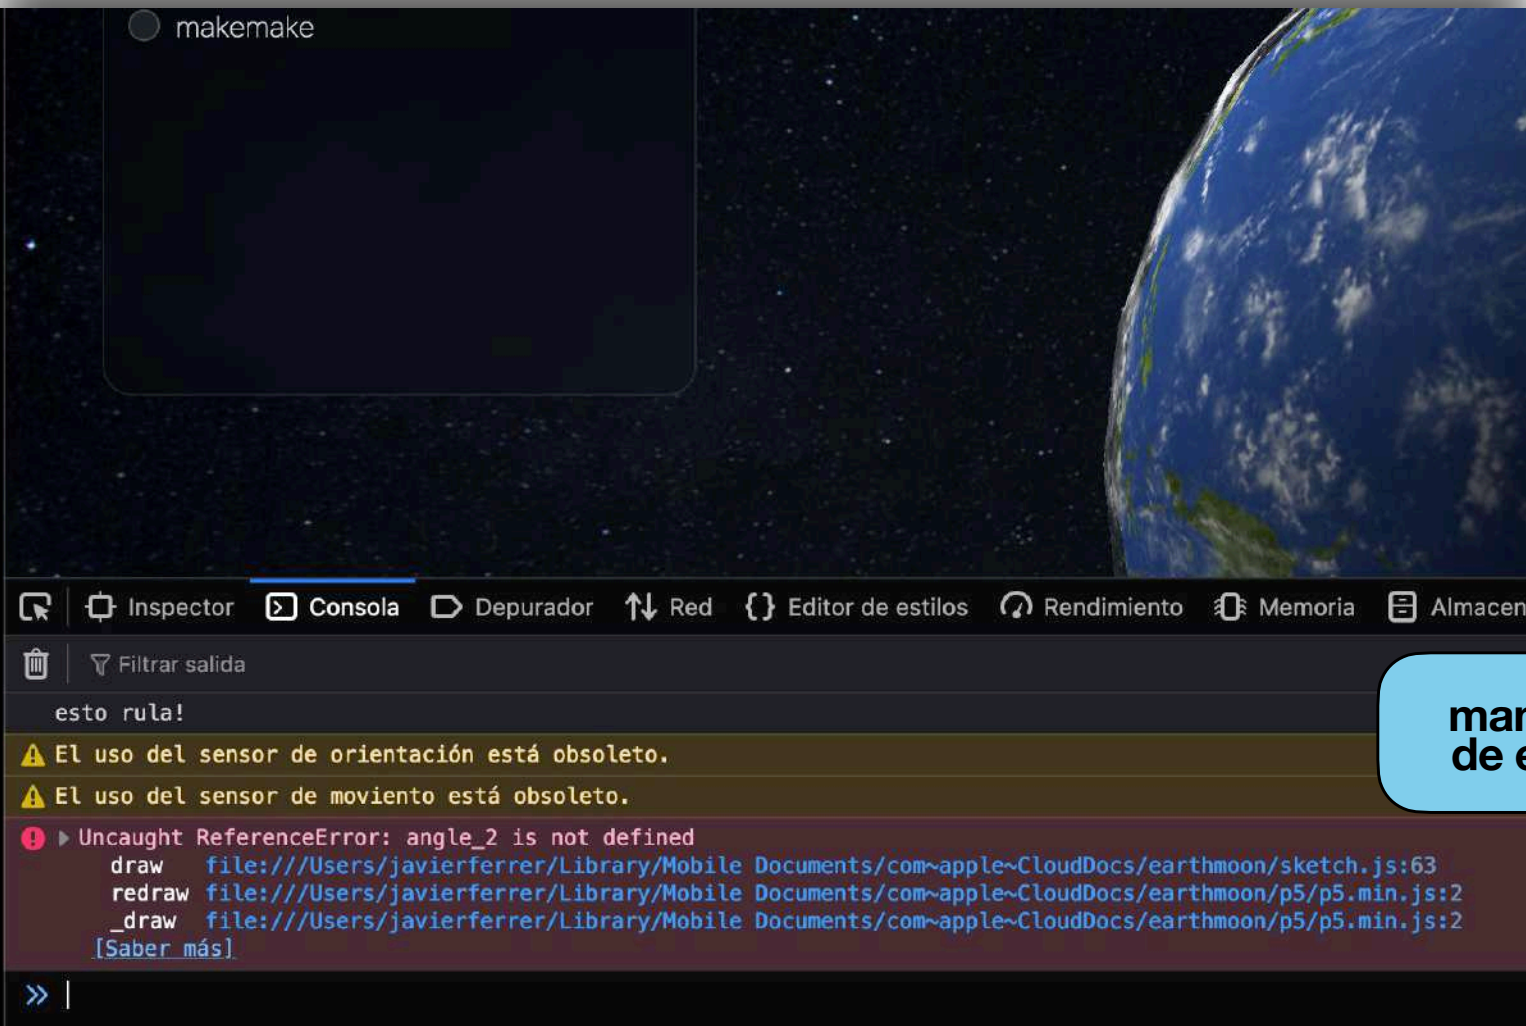 makemake
Inspector Consola Depurador Red Editor de estilos Rendimiento Memoria
Filtrar salida
esto rula!
El uso del sensor de orientación está obsoleto.
El uso del sensor de moviento está obsoleto.
Uncaught ReferenceError: angle_2 is not defined
draw file:///Users/javierferrer/Library/Mobile Documents/com~apple~CloudDocs/earthmoon/sketch.js:63
redraw file:///Users/javierferrer/Library/Mobile Documents/com~apple~CloudDocs/earthmoon/p5/p5.min.js:2
_draw file:///Users/javierferrer/Library/Mobile Documents/com~apple~CloudDocs/earthmoon/p5/p5.min.js:2
[Saber más]
»
de